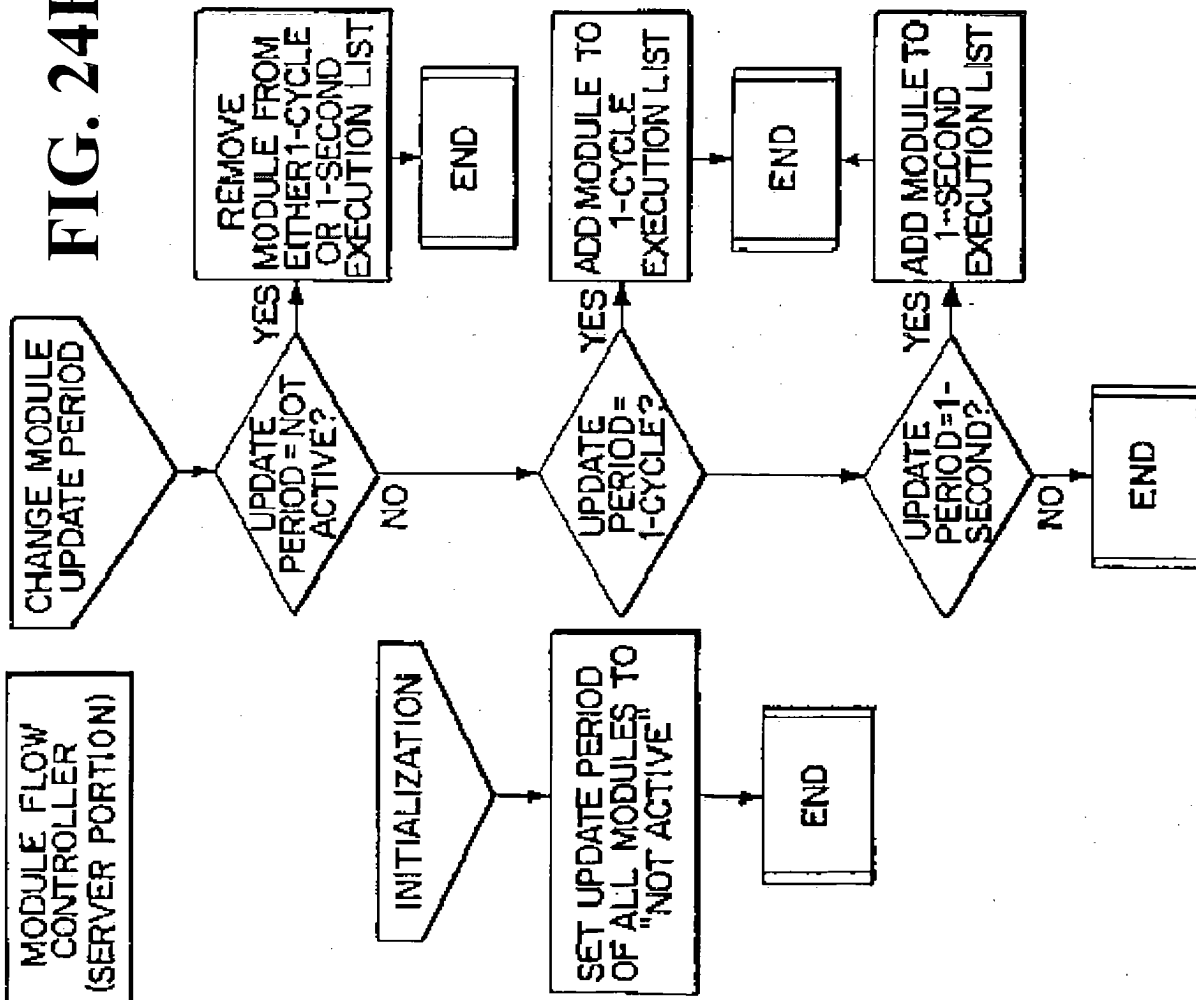 FIG. 24
MODULE FLOW
CONTROLLER
(SERVER PORTION)
INITIALIZATION
SET UPDATE PERIOD
OF ALL MODULES TO
"NOT ACTIVE"
END
CHANGE MODULE
UPDATE PERIOD
UPDATE
PERIOD = NOT
ACTIVE?
YES
NO
REMOVE
MODULE FROM
EITHER 1-CYCLE
OR 1-SECOND
EXECUTION LIST
END
UPDATE
PERIOD =
1-CYCLE?
YES
ADD MODULE TO
1-CYCLE
EXECUTION LIST
END
UPDATE
PERIOD = 1-
SECOND?
YES
NO
ADD MODULE TO
1-SECOND
EXECUTION LIST
END